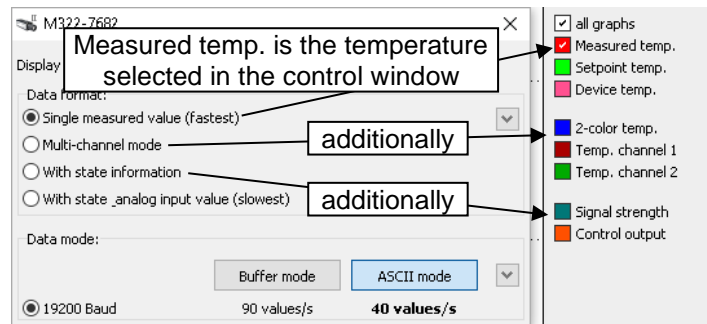 M322-7682
Measured temp. is the temperature
selected in the control window
Display
Data format:
Single measured value (fastest)
Multi-channel mode
additionally
With state information
With state _analog input value (slowest)
additionally
Data mode:
Buffer mode
ASCII mode
19200 Baud
90 values/s
40 values/s
all graphs
Measured temp.
Setpoint temp.
Device temp.
2-color temp.
Temp. channel 1
Temp. channel 2
Signal strength
Control output